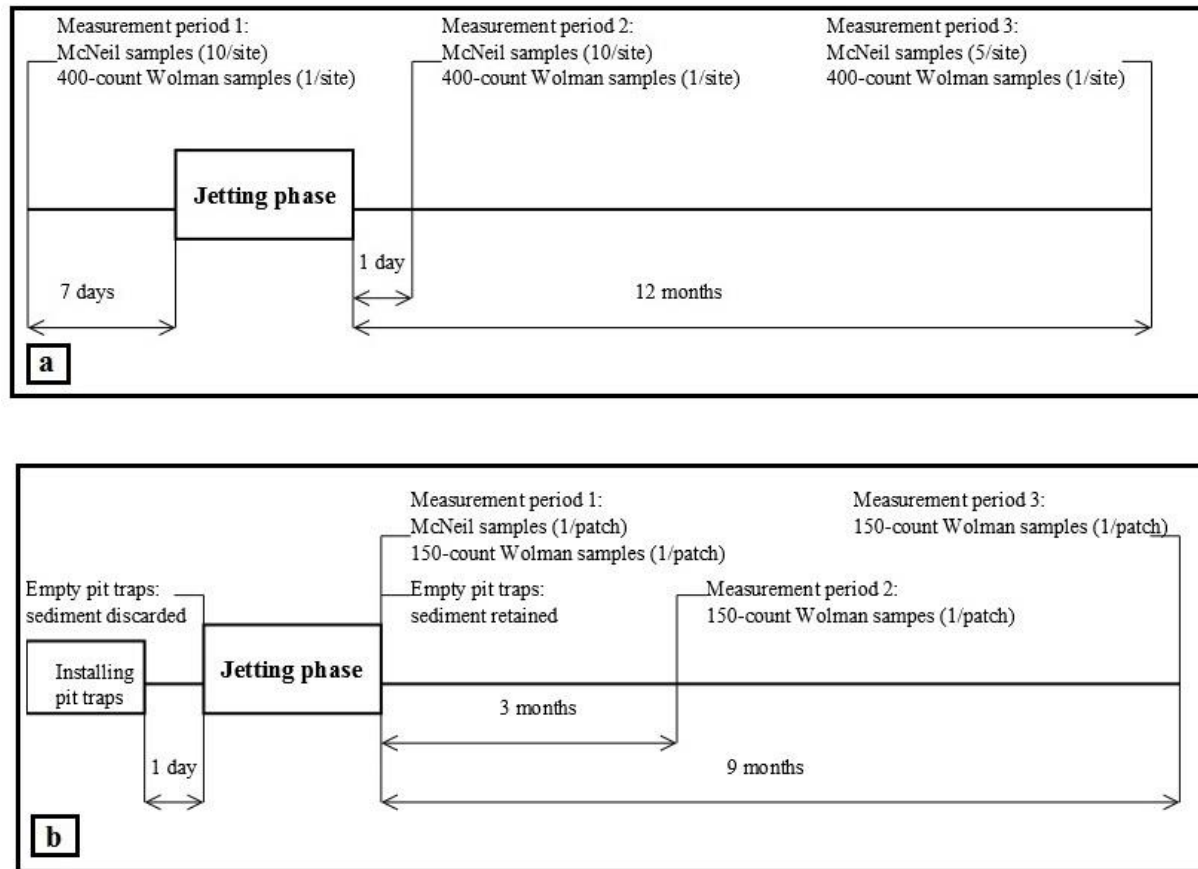 Measurement period 1:
McNeil samples (10/site)
400-count Wolman samples (1/site)
Measurement period 2:
McNeil samples (10/site)
400-count Wolman samples (1/site)
Measurement period 3:
McNeil samples (5/site)
400-count Wolman samples (1/site)
Jetting phase
7 days
1 day
12 months
a
Measurement period 1:
McNeil samples (1/patch)
150-count Wolman samples (1/patch)
Measurement period 3:
150-count Wolman samples (1/patch)
Empty pit traps:
sediment discarded
Empty pit traps:
sediment retained
Measurement period 2:
150-count Wolman sampes (1/patch)
Installing
pit traps
Jetting phase
1 day
3 months
9 months
b